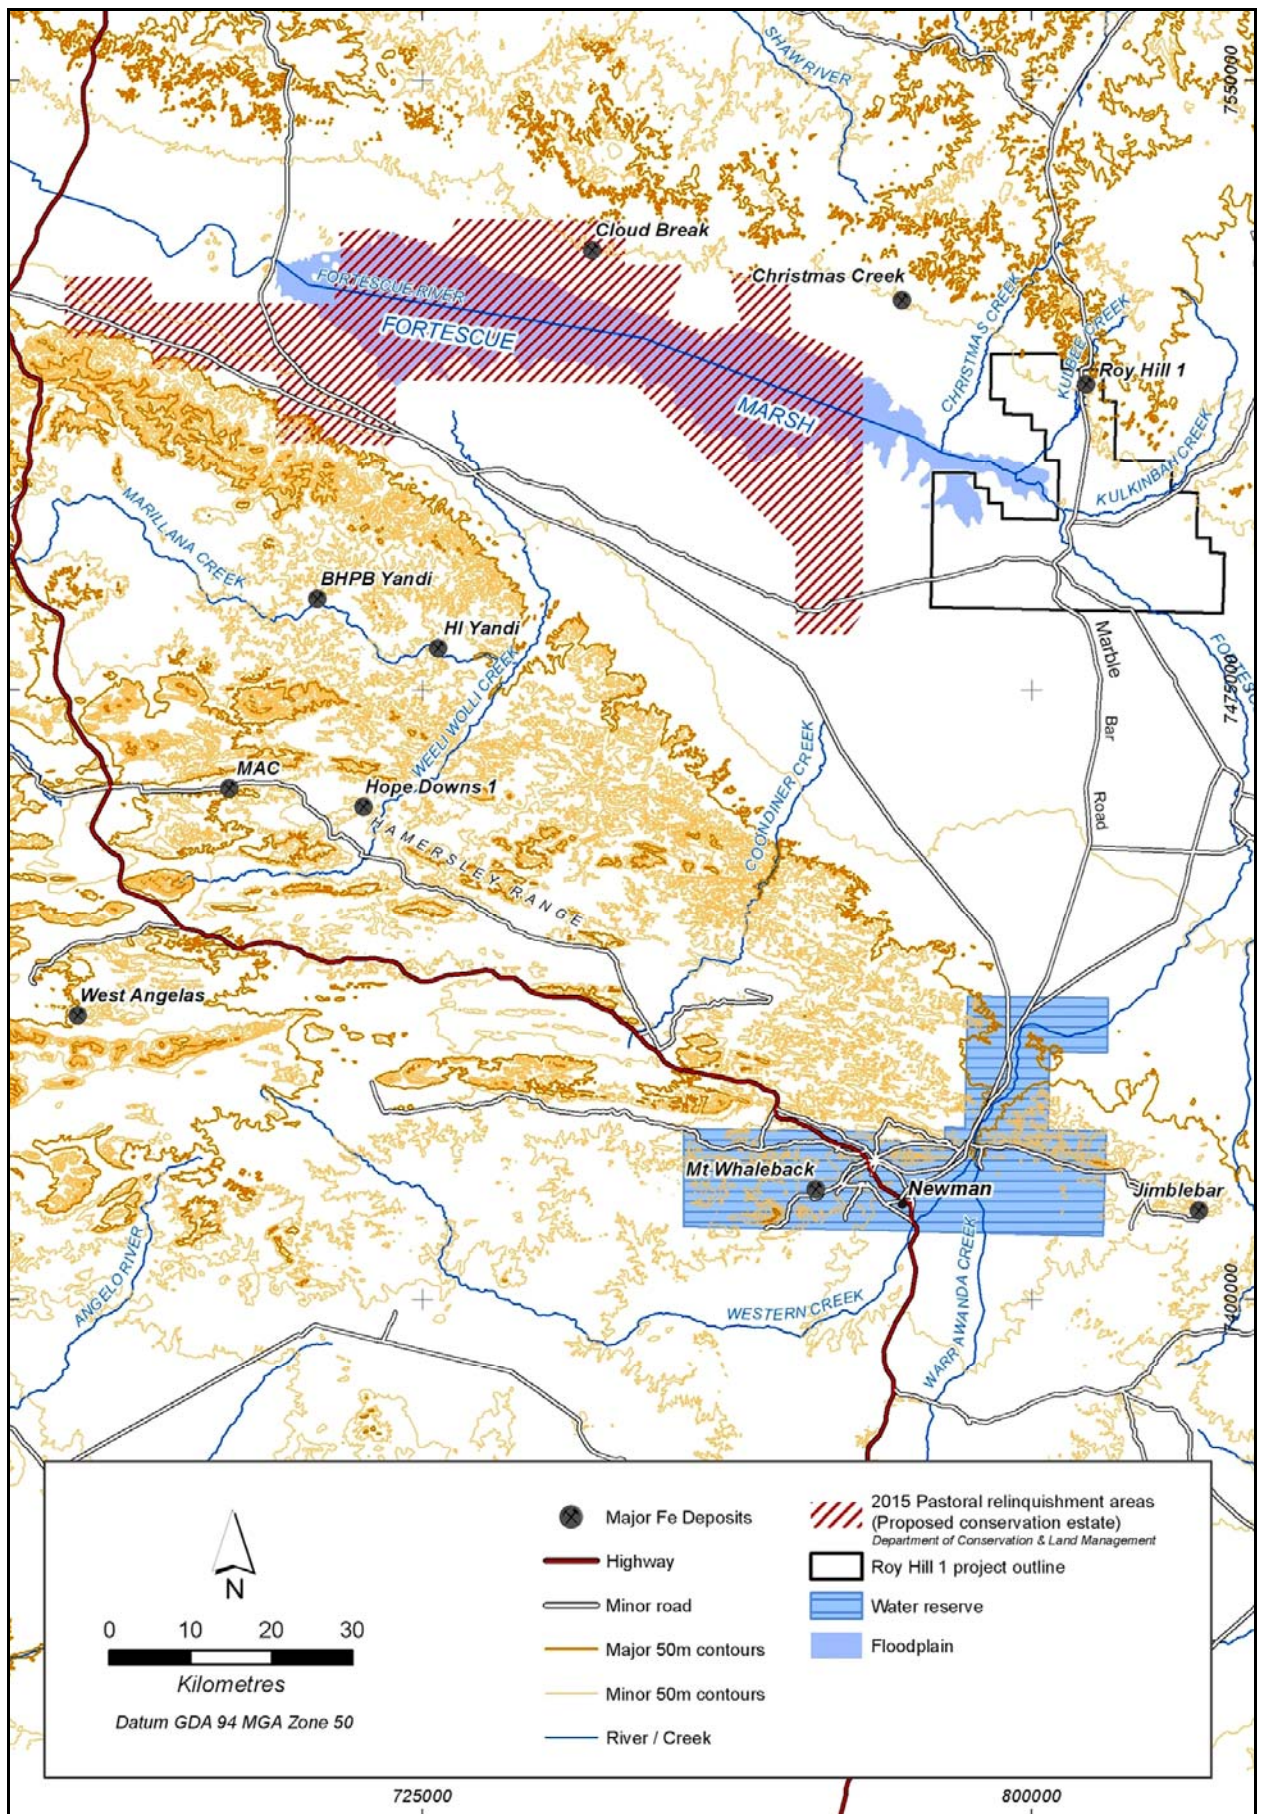 SHAW RIVER
7550000
Cloud Break
Christmas Creek
FORTESCUE RIVER
FORTESCUE
MARSH
CHRISTMAS CREEK
KULBEE CREEK
Roy Hill 1
KULKINBAH CREEK
MARILLANA CREEK
BHPB Yandi
HI Yandi
WEELI WOLLI CREEK
Marble
Bar
Road
7475000
COONDINER CREEK
MAC
Hope Downs 1
HAMERSLEY RANGE
West Angelas
Mt Whaleback
Newman
Jimblebar
ANGELO RIVER
WESTERN CREEK
WARRAWANDA CREEK
7400000
N
0 10 20 30
Kilometres
Datum GDA 94 MGA Zone 50
Major Fe Deposits
Highway
Minor road
Major 50m contours
Minor 50m contours
River / Creek
2015 Pastoral relinquishment areas
(Proposed conservation estate)
Department of Conservation & Land Management
Roy Hill 1 project outline
Water reserve
Floodplain
725000
800000